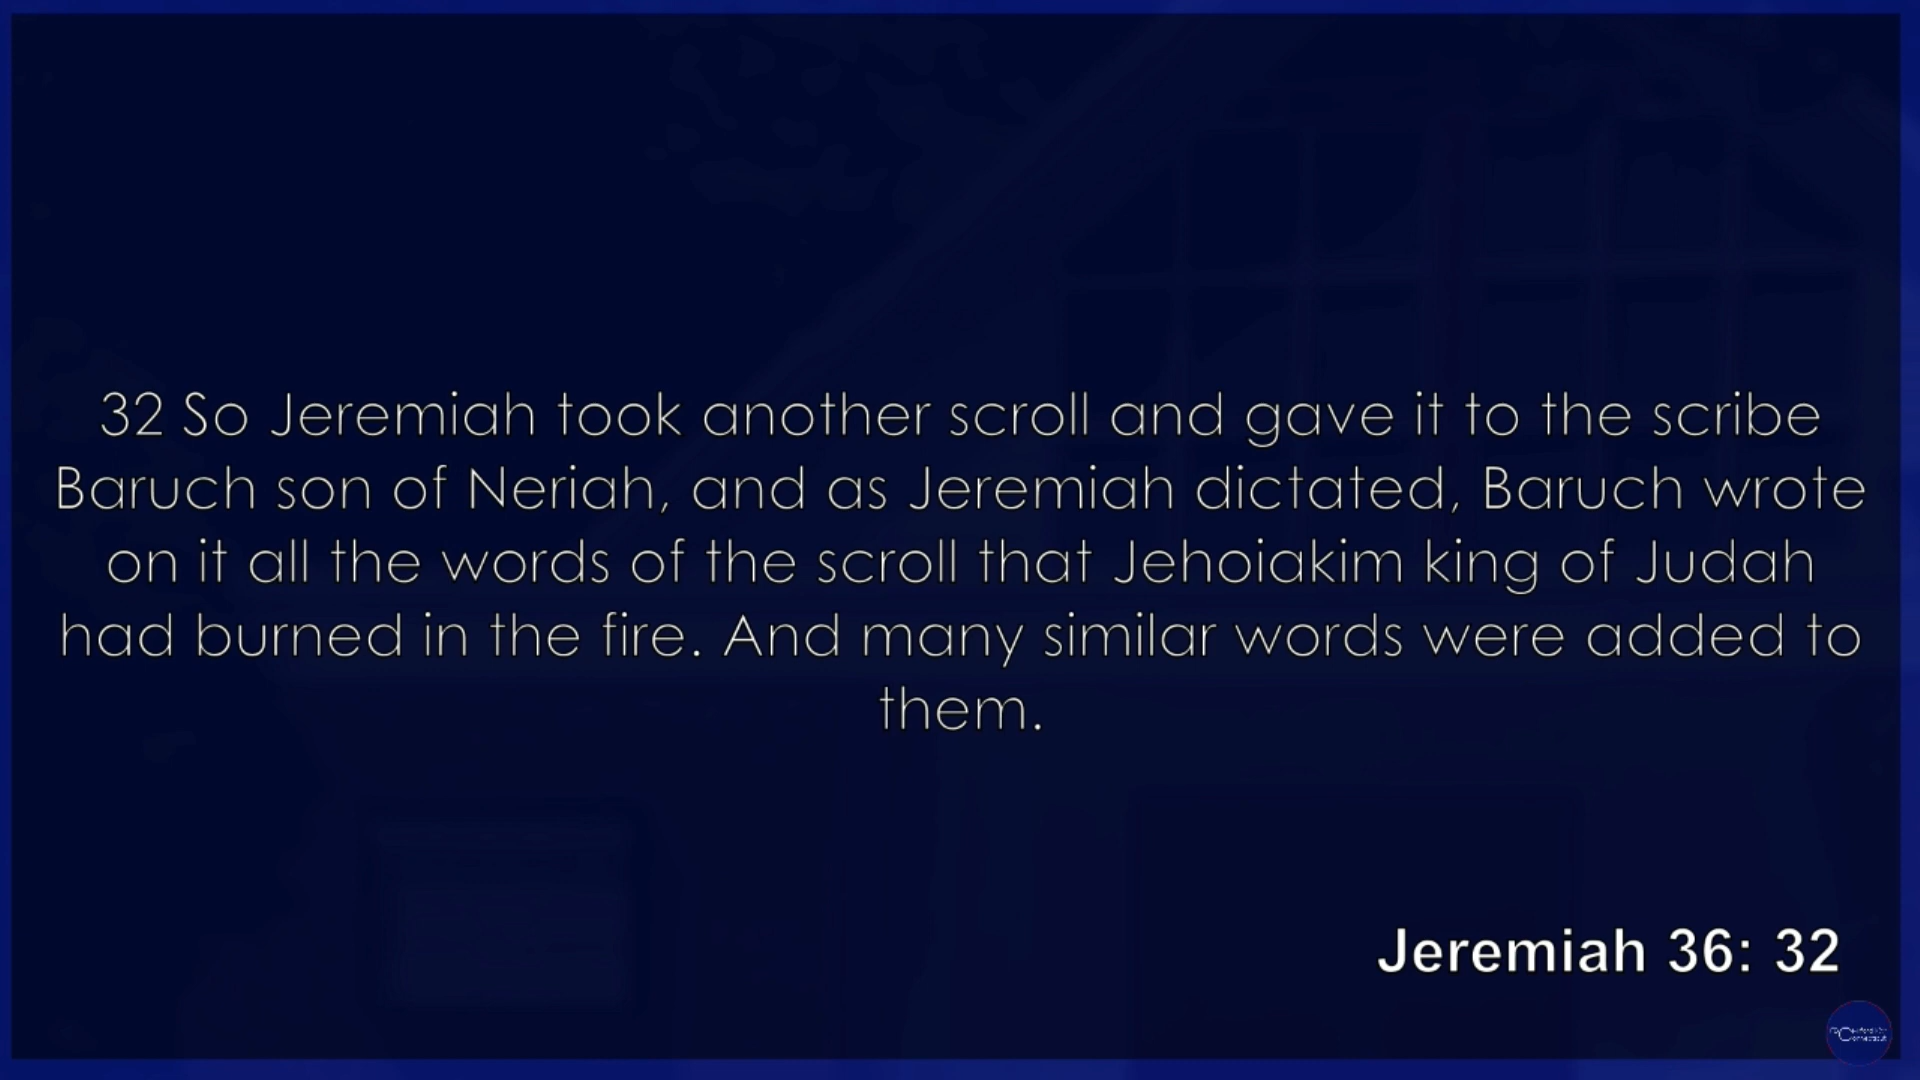 32 So Jeremiah took another scroll and gave it to the scribe
Baruch son of Neriah, and as Jeremiah dictated, Baruch wrote
on it all the words of the scroll that Jehoiakim king of Judah
had burned in the fire. And many similar words were added to
them.
Jeremiah 36: 32